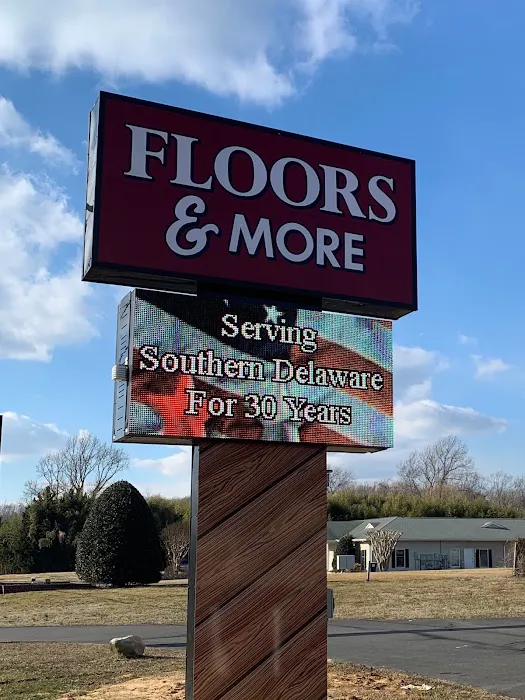 FLOORS
& MORE
Serving
Southern Delaware
For 30 Years